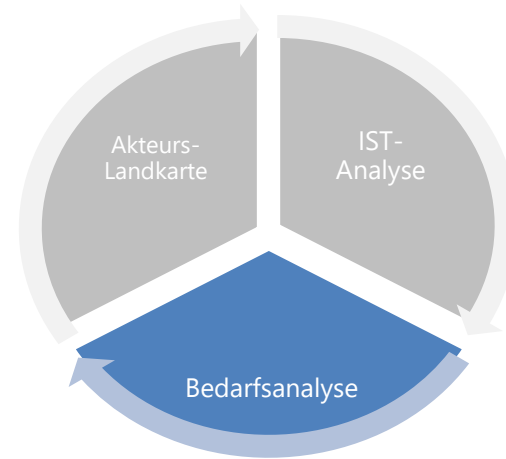 Akteurs-
Landkarte
IST-
Analyse
Bedarfsanalyse